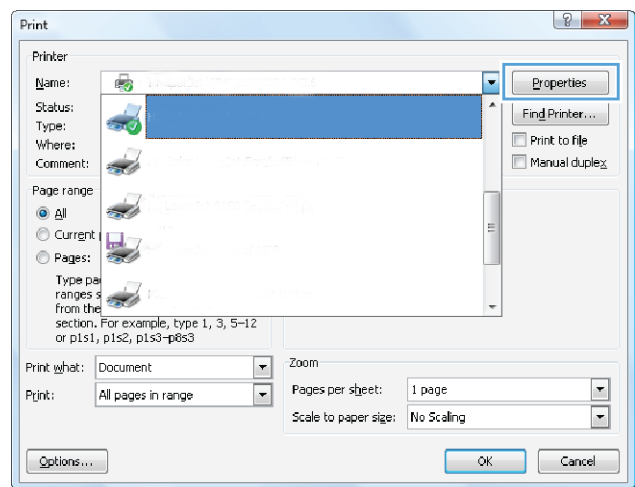 Print
Printer
Name:
Properties
Status:
Find Printer...
Type:
Where:
Print to file
Comment:
Manual duplex
Page range
All
Current
Pages:
Type pa
ranges s
from the
section. For example, type 1, 3, 5–12
or p1s1, p1s2, p1s3–p8s3
Print what: Document
Zoom
Print: All pages in range
Pages per sheet: 1 page
Scale to paper size: No Scaling
Options...
OK
Cancel